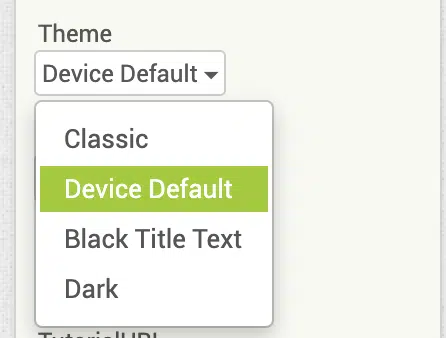 Theme
Device Default
Classic
Device Default
Black Title Text
Dark